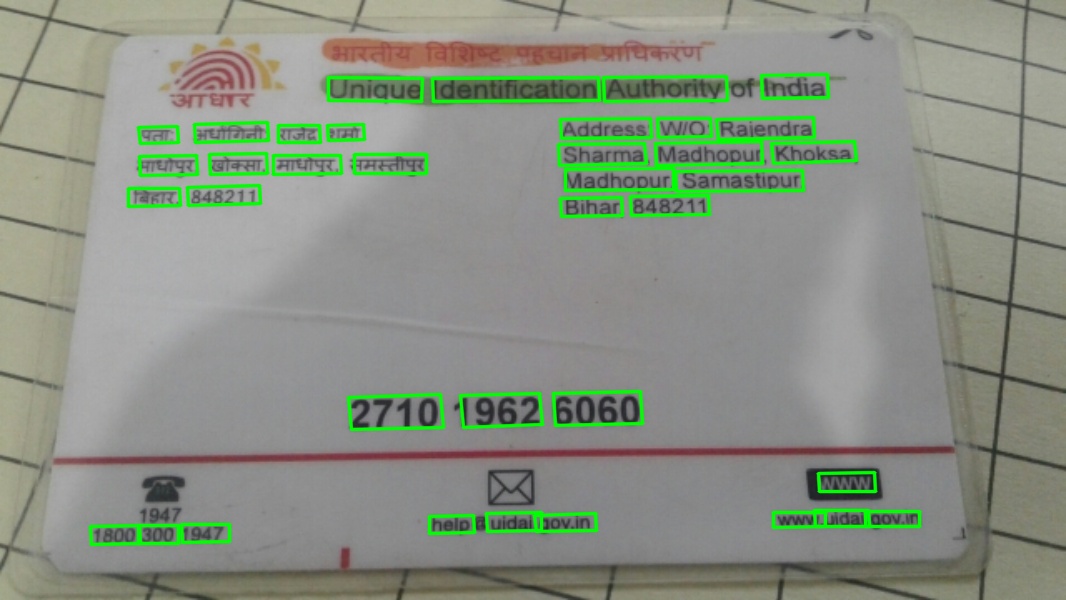 भारतीय विशिष्ट पहचान प्राधिकरण
आधार
Unique Identification Authority of India
पता: अर्धांगिनी राजेंद्र शर्मा,
माधोपुर, खोक्सा, माधोपुर, समस्तीपुर
बिहार, 848211
Address: W/O: Rajendra
Sharma, Madhopur, Khoksa,
Madhopur, Samastipur,
Bihar, 848211
2710 1962 6060
1947
1800 300 1947
help@uidai.gov.in
WWW
www.uidai.gov.in